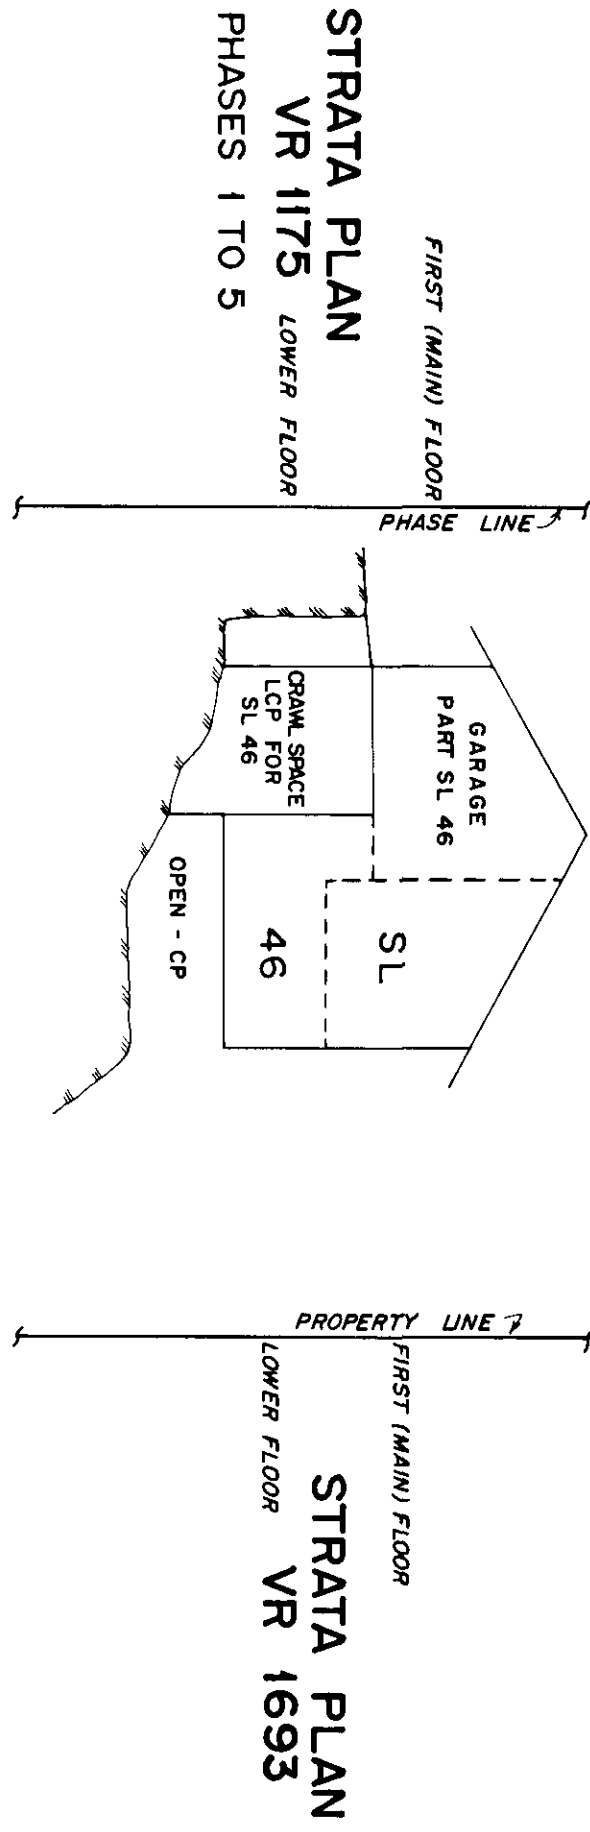 STRATA PLAN
VR 1175
PHASES 1 TO 5
FIRST (MAIN) FLOOR
LOWER FLOOR
PHASE LINE
GARAGE
PART SL 46
CRAWL SPACE
LCP FOR
SL 46
SL
46
OPEN - CP
PROPERTY LINE
FIRST (MAIN) FLOOR
LOWER FLOOR
STRATA PLAN
VR 1693